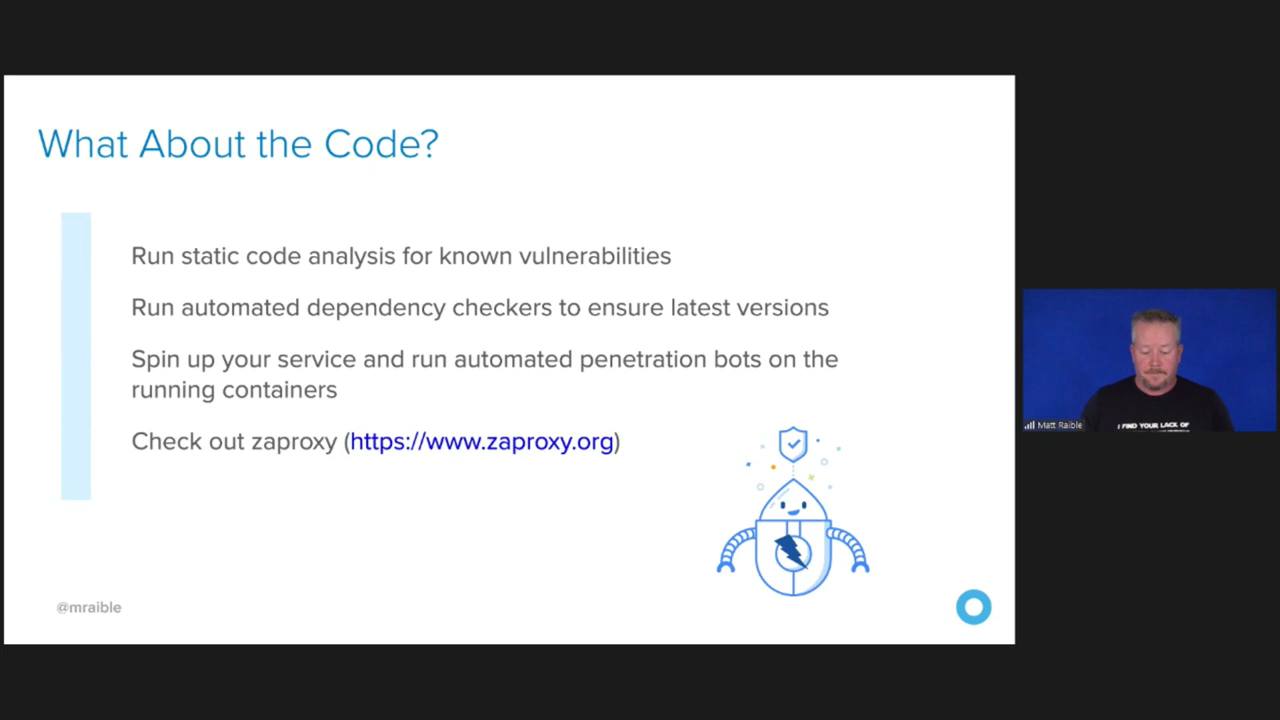 What About the Code?
Run static code analysis for known vulnerabilities
Run automated dependency checkers to ensure latest versions
Spin up your service and run automated penetration bots on the
running containers
Check out zaproxy (https://www.zaproxy.org)
@mraible
Matt Raible
I FIND YOUR LACK OF